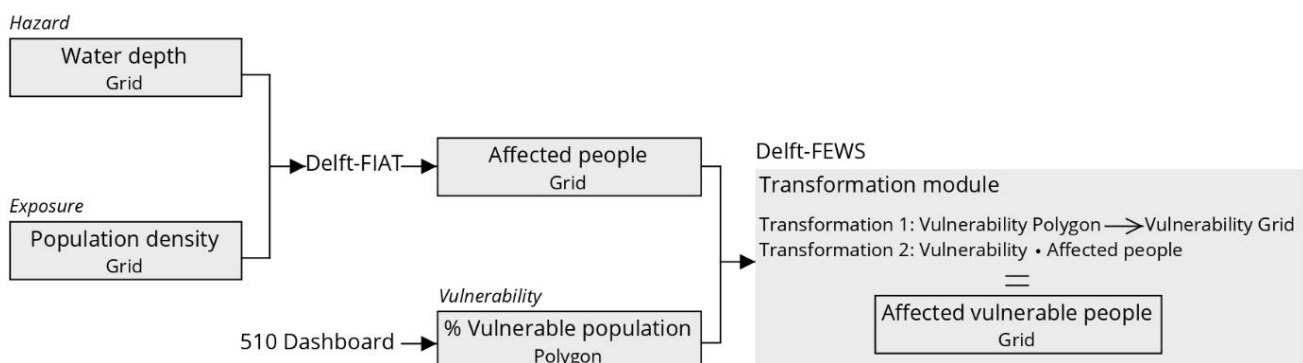 Hazard
Water depth
Grid
Exposure
Population density
Grid
Delft-FIAT
Affected people
Grid
510 Dashboard
Vulnerability
% Vulnerable population
Polygon
Delft-FEWS
Transformation module
Transformation 1: Vulnerability Polygon → Vulnerability Grid
Transformation 2: Vulnerability • Affected people
=
Affected vulnerable people
Grid